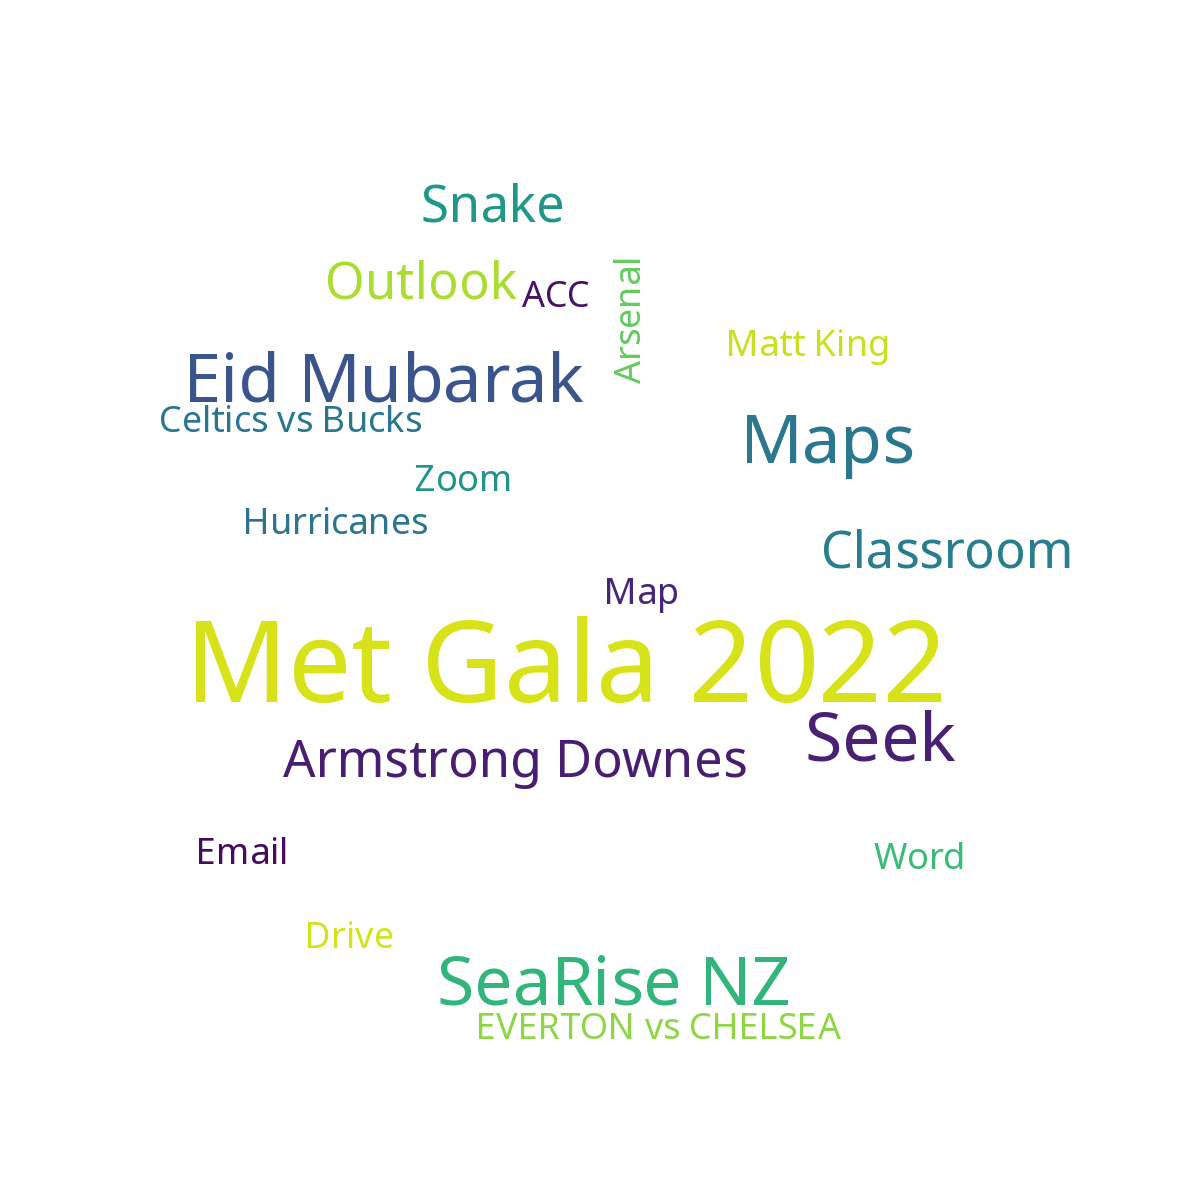 Snake
Outlook
ACC
Arsenal
Matt King
Eid Mubarak
Celtics vs Bucks
Maps
Zoom
Hurricanes
Classroom
Map
Met Gala 2022
Seek
Armstrong Downes
Email
Word
Drive
SeaRise NZ
EVERTON vs CHELSEA